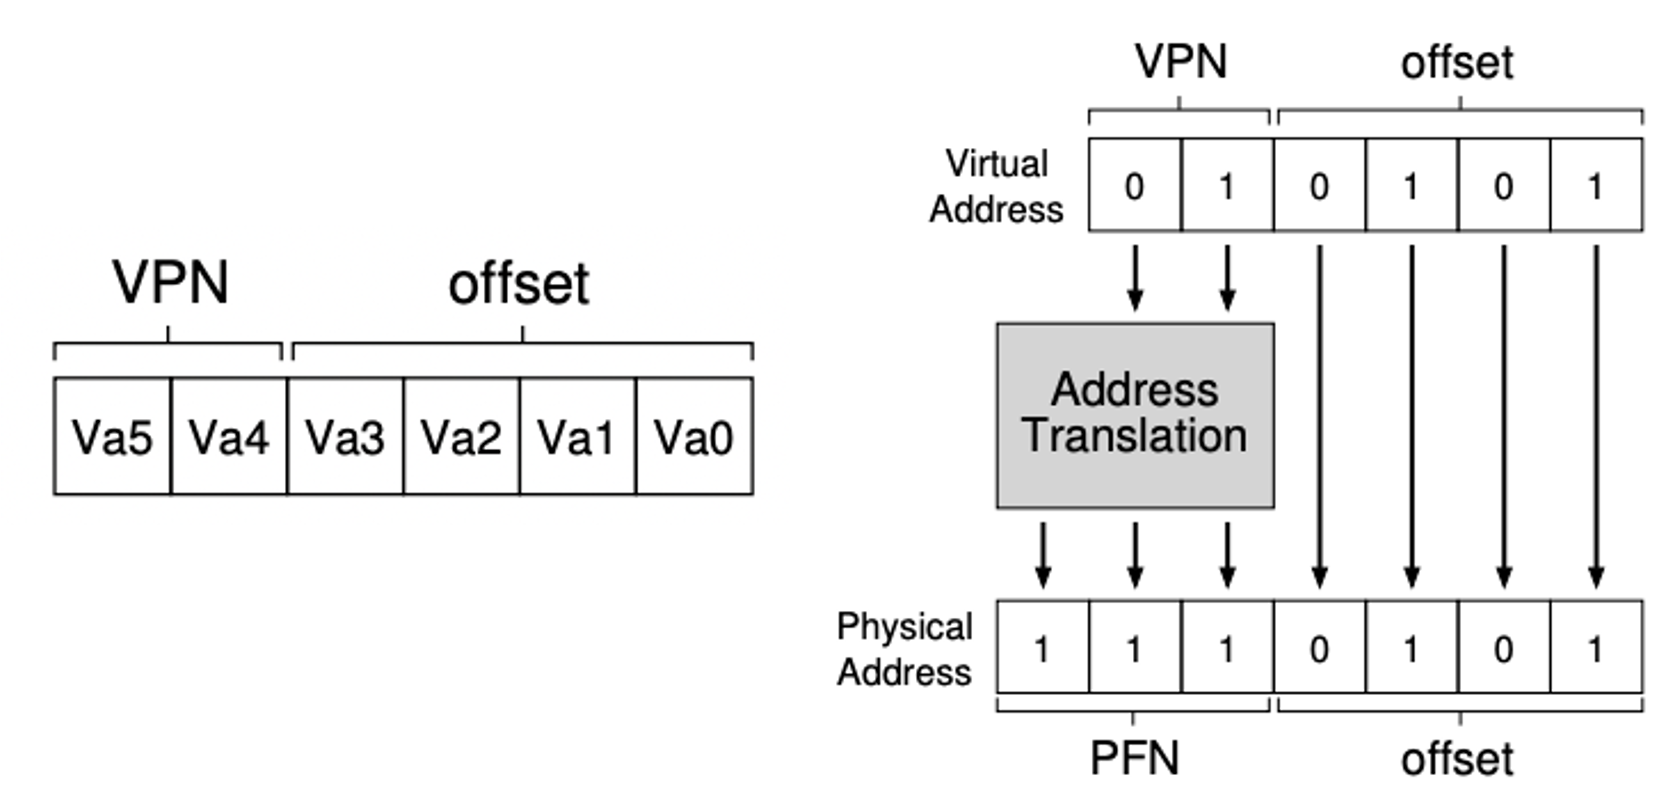 VPN offset
Va5 Va4 Va3 Va2 Va1 Va0
VPN offset
Virtual
Address
0 1 0 1 0 1
Address
Translation
Physical
Address
1 1 1 0 1 0 1
PFN offset